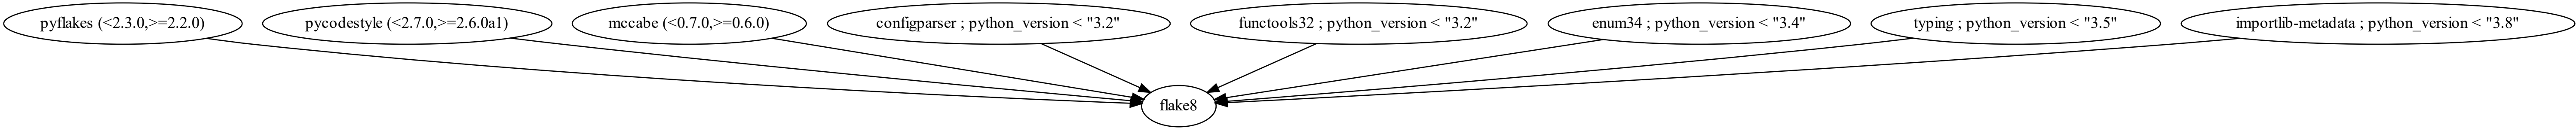 pyflakes (<2.3.0,>=2.2.0)
pycodestyle (<2.7.0,>=2.6.0a1)
mccabe (<0.7.0,>=0.6.0)
configparser ; python_version < "3.2"
functools32 ; python_version < "3.2"
enum34 ; python_version < "3.4"
typing ; python_version < "3.5"
importlib-metadata ; python_version < "3.8"
flake8